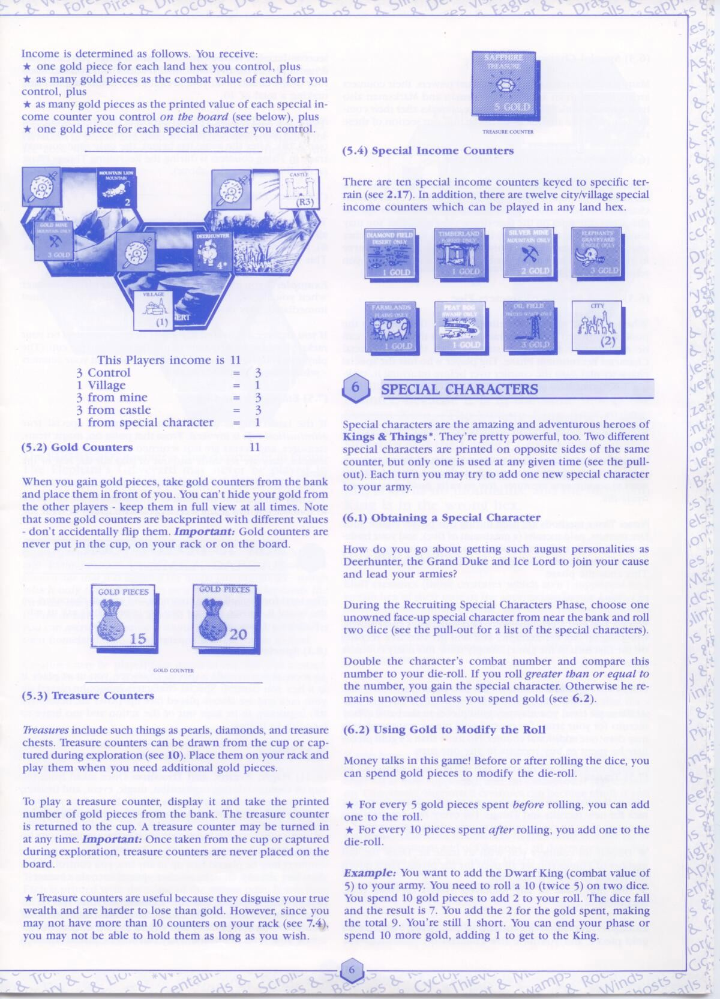 Income is determined as follows. You receive:
★ one gold piece for each land hex you control, plus
★ as many gold pieces as the combat value of each fort you
control, plus
★ as many gold pieces as the printed value of each special in-
come counter you control on the board (see below), plus
★ one gold piece for each special character you control.
MOUNTAIN LION
MOUNTAIN
2
CASTLE
(R3)
GOLD MINE
MOUNTAIN ONLY
3 GOLD
DEERHUNTER
4*
SWAMP
VILLAGE
(1)
This Players income is 11
3 Control = 3
1 Village = 1
3 from mine = 3
3 from castle = 3
1 from special character = 1
11
(5.2) Gold Counters
When you gain gold pieces, take gold counters from the bank
and place them in front of you. You can't hide your gold from
the other players - keep them in full view at all times. Note
that some gold counters are backprinted with different values
- don't accidentally flip them. Important: Gold counters are
never put in the cup, on your rack or on the board.
GOLD PIECES
15
GOLD PIECES
20
GOLD COUNTER
(5.3) Treasure Counters
Treasures include such things as pearls, diamonds, and treasure
chests. Treasure counters can be drawn from the cup or cap-
tured during exploration (see 10). Place them on your rack and
play them when you need additional gold pieces.
To play a treasure counter, display it and take the printed
number of gold pieces from the bank. The treasure counter
is returned to the cup. A treasure counter may be turned in
at any time. Important: Once taken from the cup or captured
during exploration, treasure counters are never placed on the
board.
★ Treasure counters are useful because they disguise your true
wealth and are harder to lose than gold. However, since you
may not have more than 10 counters on your rack (see 7.4),
you may not be able to hold them as long as you wish.
SAPPHIRE
TREASURE
5 GOLD
TREASURE COUNTER
(5.4) Special Income Counters
There are ten special income counters keyed to specific ter-
rain (see 2.17). In addition, there are twelve city/village special
income counters which can be played in any land hex.
DIAMOND FIELD
DESERT ONLY
1 GOLD
TIMBERLAND
FOREST ONLY
1 GOLD
SILVER MINE
MOUNTAIN ONLY
2 GOLD
ELEPHANTS
GRAVEYARD
JUNGLE ONLY
3 GOLD
FARMLANDS
PLAINS ONLY
1 GOLD
PEAT BOG
SWAMP ONLY
1 GOLD
OIL FIELD
FROZEN WASTE ONLY
3 GOLD
CITY
(2)
6 SPECIAL CHARACTERS
Special characters are the amazing and adventurous heroes of
Kings & Things*. They're pretty powerful, too. Two different
special characters are printed on opposite sides of the same
counter, but only one is used at any given time (see the pull-
out). Each turn you may try to add one new special character
to your army.
(6.1) Obtaining a Special Character
How do you go about getting such august personalities as
Deerhunter, the Grand Duke and Ice Lord to join your cause
and lead your armies?
During the Recruiting Special Characters Phase, choose one
unowned face-up special character from near the bank and roll
two dice (see the pull-out for a list of the special characters).
Double the character's combat number and compare this
number to your die-roll. If you roll greater than or equal to
the number, you gain the special character. Otherwise he re-
mains unowned unless you spend gold (see 6.2).
(6.2) Using Gold to Modify the Roll
Money talks in this game! Before or after rolling the dice, you
can spend gold pieces to modify the die-roll.
★ For every 5 gold pieces spent before rolling, you can add
one to the roll.
★ For every 10 pieces spent after rolling, you add one to the
die-roll.
Example: You want to add the Dwarf King (combat value of
5) to your army. You need to roll a 10 (twice 5) on two dice.
You spend 10 gold pieces to add 2 to your roll. The dice fall
and the result is 7. You add the 2 for the gold spent, making
the total 9. You're still 1 short. You can end your phase or
spend 10 more gold, adding 1 to get to the King.
6